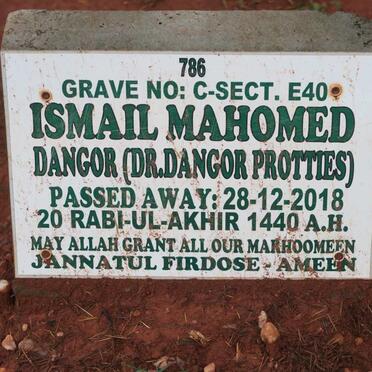 786
GRAVE NO: C-SECT. E40
ISMAIL MAHOMED
DANGOR (DR.DANGOR PROTTIES)
PASSED AWAY: 28-12-2018
20 RABI-UL-AKHIR 1440 A.H.
MAY ALLAH GRANT ALL OUR MARHOOMEEN
JANNATUL FIRDOSE. AMEEN